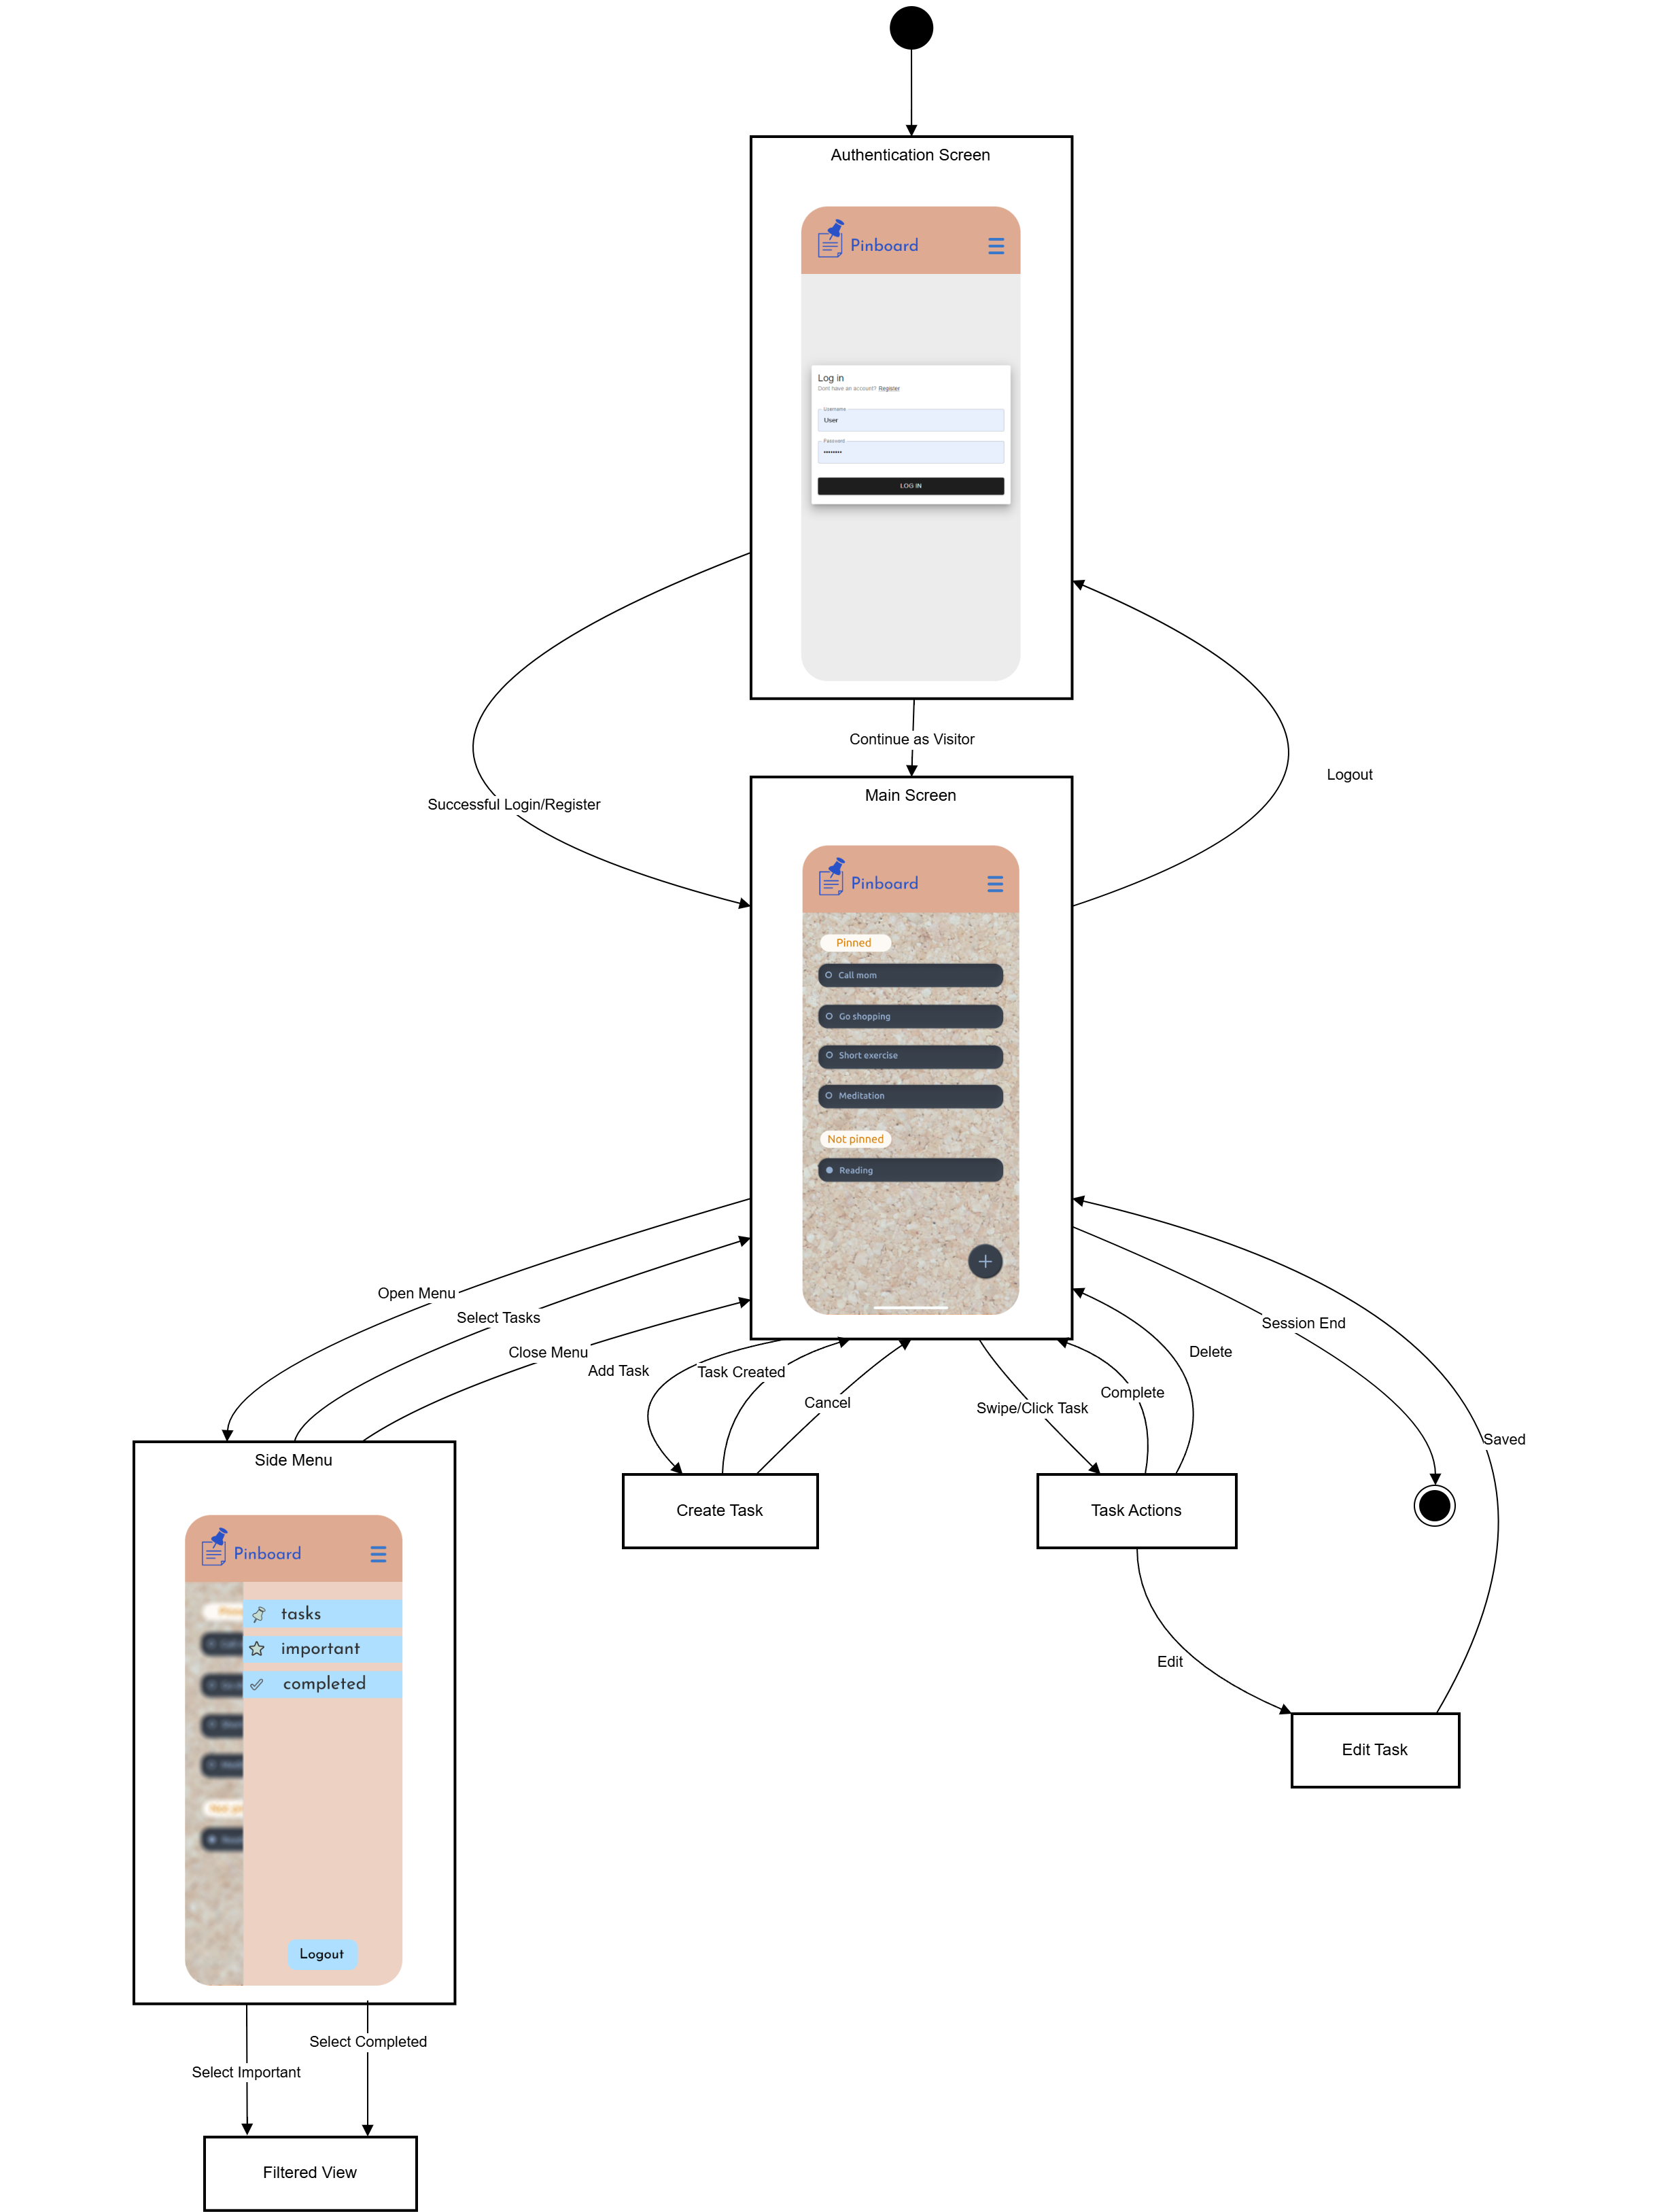 Authentication Screen
Pinboard
Log in
Dont have an account? Register
Username
User
Password
LOG IN
Continue as Visitor
Logout
Successful Login/Register
Main Screen
Pinboard
Pinned
Call mom
Go shopping
Short exercise
Meditation
Not pinned
Reading
Open Menu
Select Tasks
Close Menu
Add Task
Task Created
Cancel
Swipe/Click Task
Complete
Delete
Session End
Saved
Side Menu
Create Task
Task Actions
Pinboard
tasks
important
completed
Logout
Edit
Edit Task
Select Completed
Select Important
Filtered View